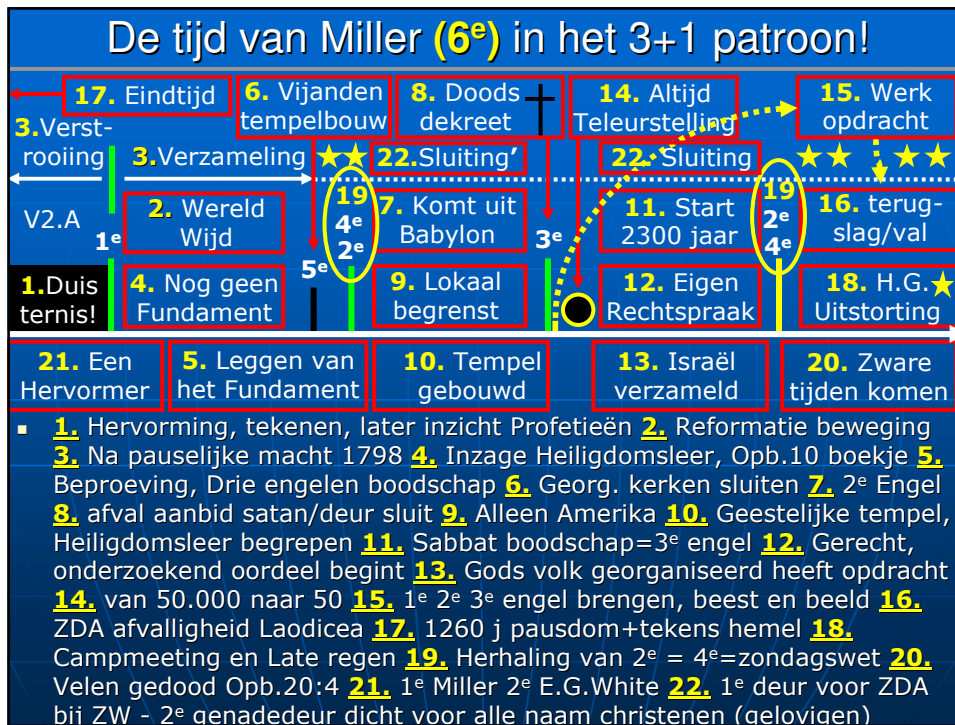 De tijd van Miller (6e) in het 3+1 patroon!
17. Eindtijd
6. Vijanden
tempelbouw
8. Doods
dekreet
14. Altijd
Teleurstelling
15. Werk
opdracht
3.Verst-
rooiing
3.Verzameling
22.Sluiting’
22. Sluiting
V2.A
1e
2. Wereld
Wijd
5e
19
4e
2e
7. Komt uit
Babylon
3e
11. Start
2300 jaar
19
2e
4e
16. terug-
slag/val
1.Duis
ternis!
4. Nog geen
Fundament
9. Lokaal
begrenst
12. Eigen
Rechtspraak
18. H.G.
Uitstorting
21. Een
Hervormer
5. Leggen van
het Fundament
10. Tempel
gebouwd
13. Israël
verzameld
20. Zware
tijden komen
1. Hervorming, tekenen, later inzicht Profetieën 2. Reformatie beweging
3. Na pauselijke macht 1798 4. Inzage Heiligdomsleer, Opb.10 boekje 5.
Beproeving, Drie engelen boodschap 6. Georg. kerken sluiten 7. 2e Engel
8. afval aanbid satan/deur sluit 9. Alleen Amerika 10. Geestelijke tempel,
Heiligdomsleer begrepen 11. Sabbat boodschap=3e engel 12. Gerecht,
onderzoekend oordeel begint 13. Gods volk georganiseerd heeft opdracht
14. van 50.000 naar 50 15. 1e 2e 3e engel brengen, beest en beeld 16.
ZDA afvalligheid Laodicea 17. 1260 j pausdom+tekens hemel 18.
Campmeeting en Late regen 19. Herhaling van 2e = 4e=zondagswet 20.
Velen gedood Opb.20:4 21. 1e Miller 2e E.G.White 22. 1e deur voor ZDA
bij ZW - 2e genadedeur dicht voor alle naam christenen (gelovigen)